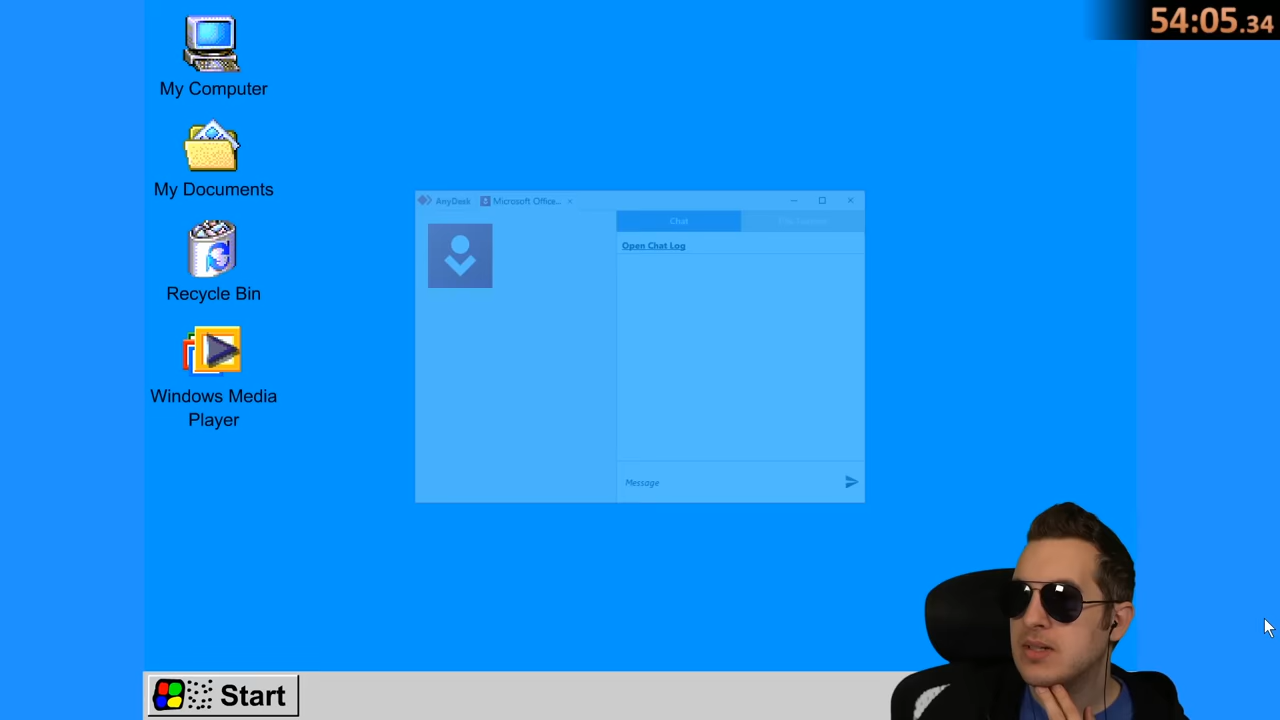 54:05.34
My Computer
My Documents
Recycle Bin
Windows Media
Player
AnyDesk
Microsoft Office...
Chat
Open Chat Log
Message
Start